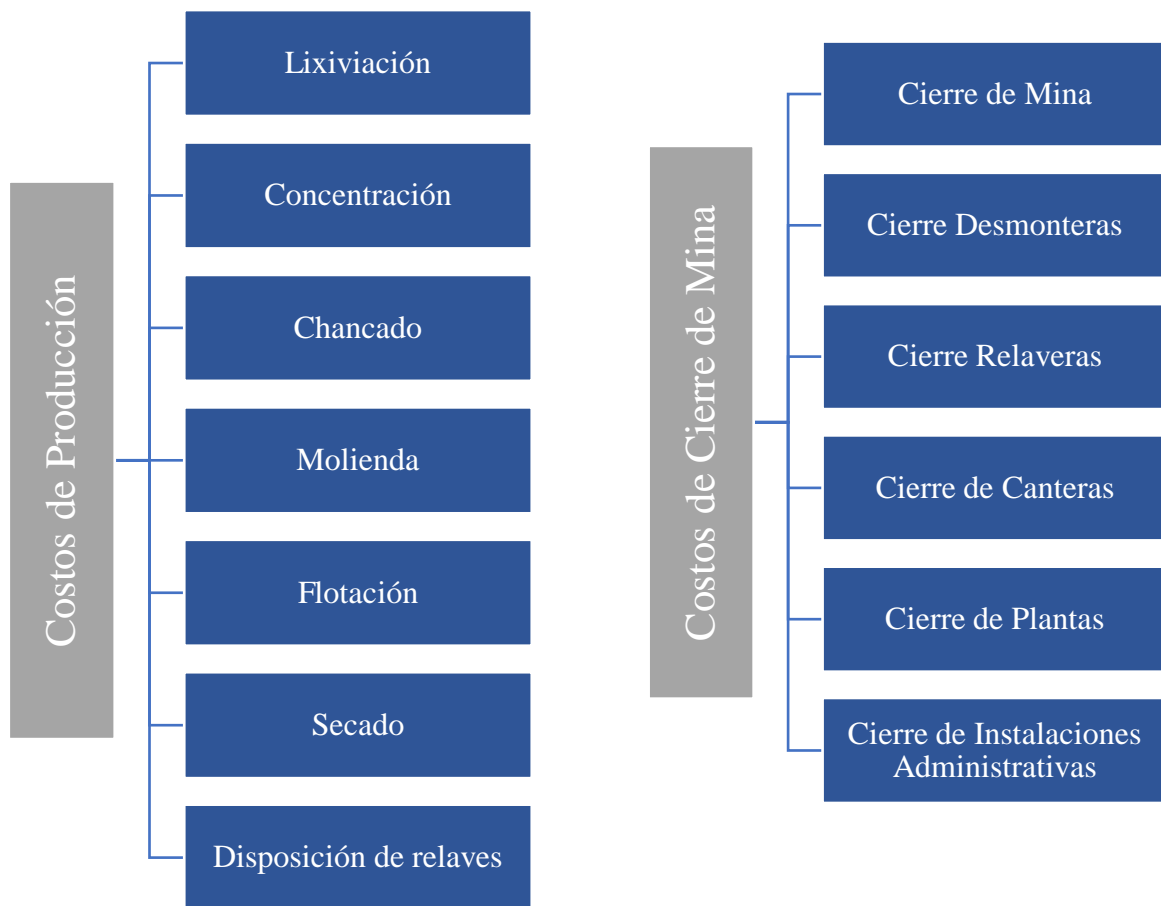 Costos de Producción
Lixiviación
Concentración
Chancado
Molienda
Flotación
Secado
Disposición de relaves
Costos de Cierre de Mina
Cierre de Mina
Cierre Desmonteras
Cierre Relaveras
Cierre de Canteras
Cierre de Plantas
Cierre de Instalaciones
Administrativas